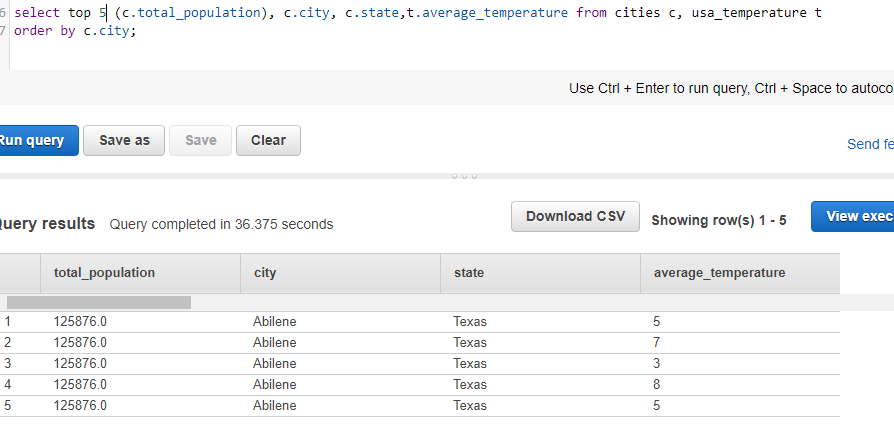 6 select top 5 (c.total_population), c.city, c.state,t.average_temperature from cities c, usa_temperature t
7 order by c.city;
Use Ctrl + Enter to run query, Ctrl + Space to autoco
Run query Save as Save Clear
Send fe
Query results Query completed in 36.375 seconds Download CSV Showing row(s) 1 - 5 View exec
total_population city state average_temperature
1 125876.0 Abilene Texas 5
2 125876.0 Abilene Texas 7
3 125876.0 Abilene Texas 3
4 125876.0 Abilene Texas 8
5 125876.0 Abilene Texas 5